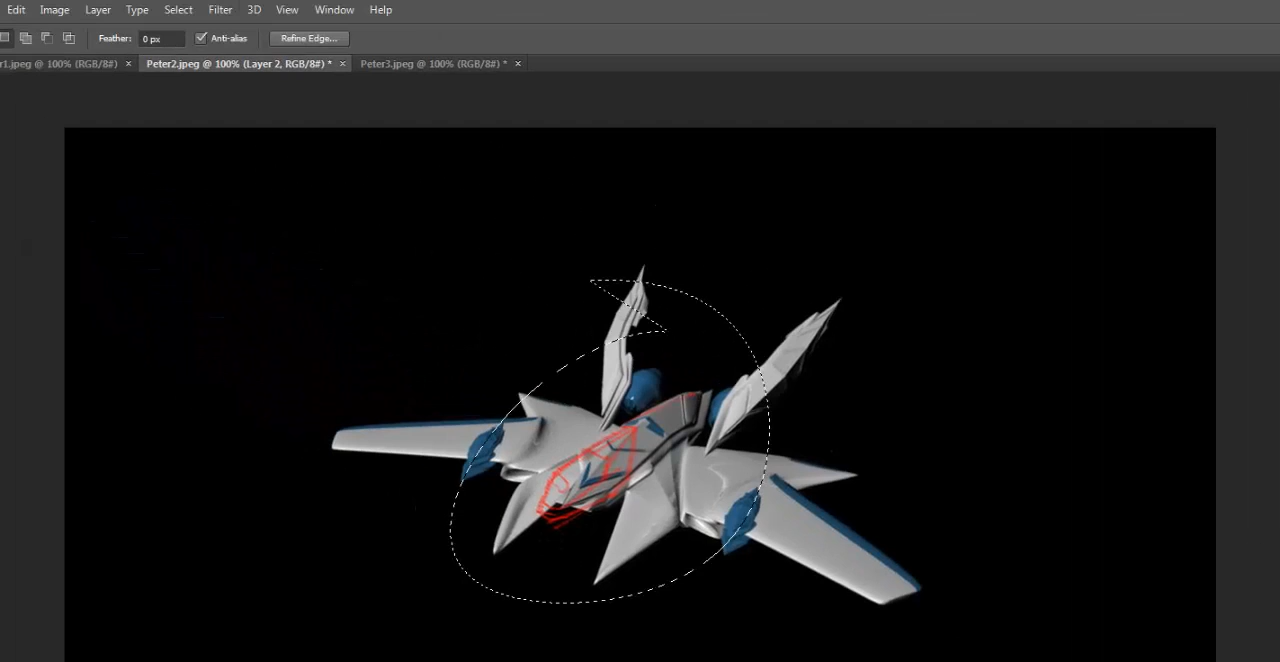 Edit Image Layer Type Select Filter 3D View Window Help
Feather: 0 px Anti-alias Refine Edge...
r1.jpeg @ 100% (RGB/8#) × Peter2.jpeg @ 100% (Layer 2, RGB/8#) * × Peter3.jpeg @ 100% (RGB/8#) * ×